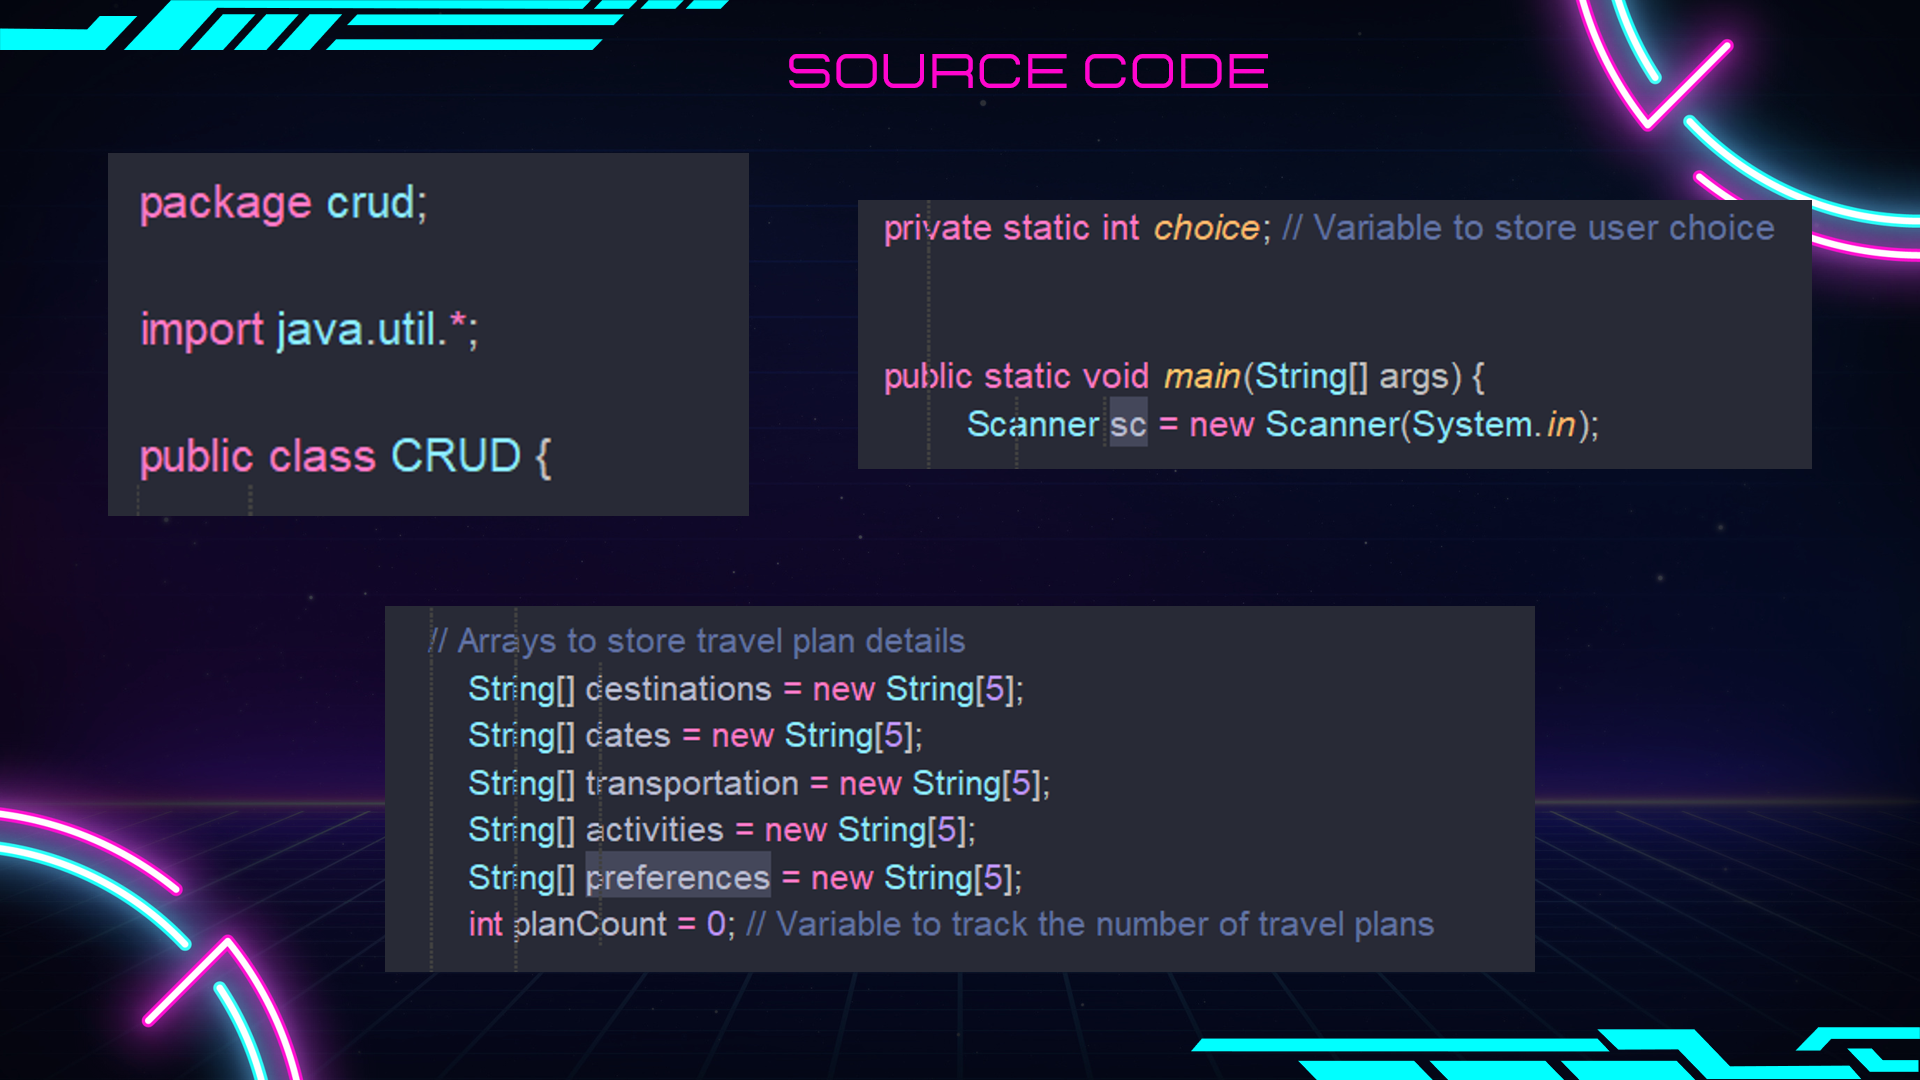 SOURCE CODE
package crud;
import java.util.*;
public class CRUD {
private static int choice; // Variable to store user choice
public static void main(String[] args) {
Scanner sc = new Scanner(System.in);
// Arrays to store travel plan details
String[] destinations = new String[5];
String[] dates = new String[5];
String[] transportation = new String[5];
String[] activities = new String[5];
String[] preferences = new String[5];
int planCount = 0; // Variable to track the number of travel plans